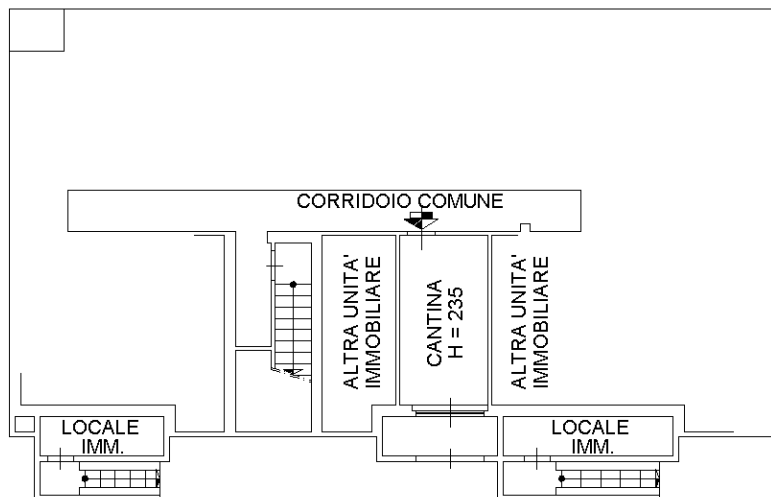 CORRIDOIO COMUNE
ALTRA UNITA'
IMMOBILIARE
CANTINA
H = 235
ALTRA UNITA'
IMMOBILIARE
LOCALE
IMM.
LOCALE
IMM.